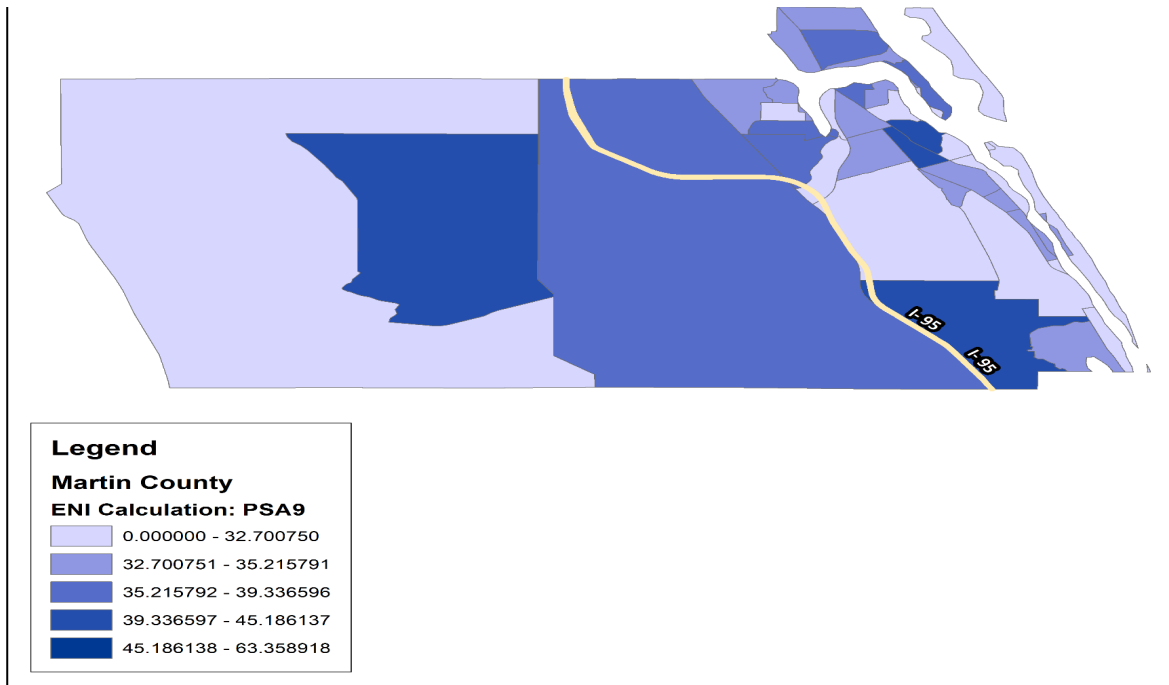 I-95
I-95
Legend
Martin County
ENI Calculation: PSA9
0.000000 - 32.700750
32.700751 - 35.215791
35.215792 - 39.336596
39.336597 - 45.186137
45.186138 - 63.358918